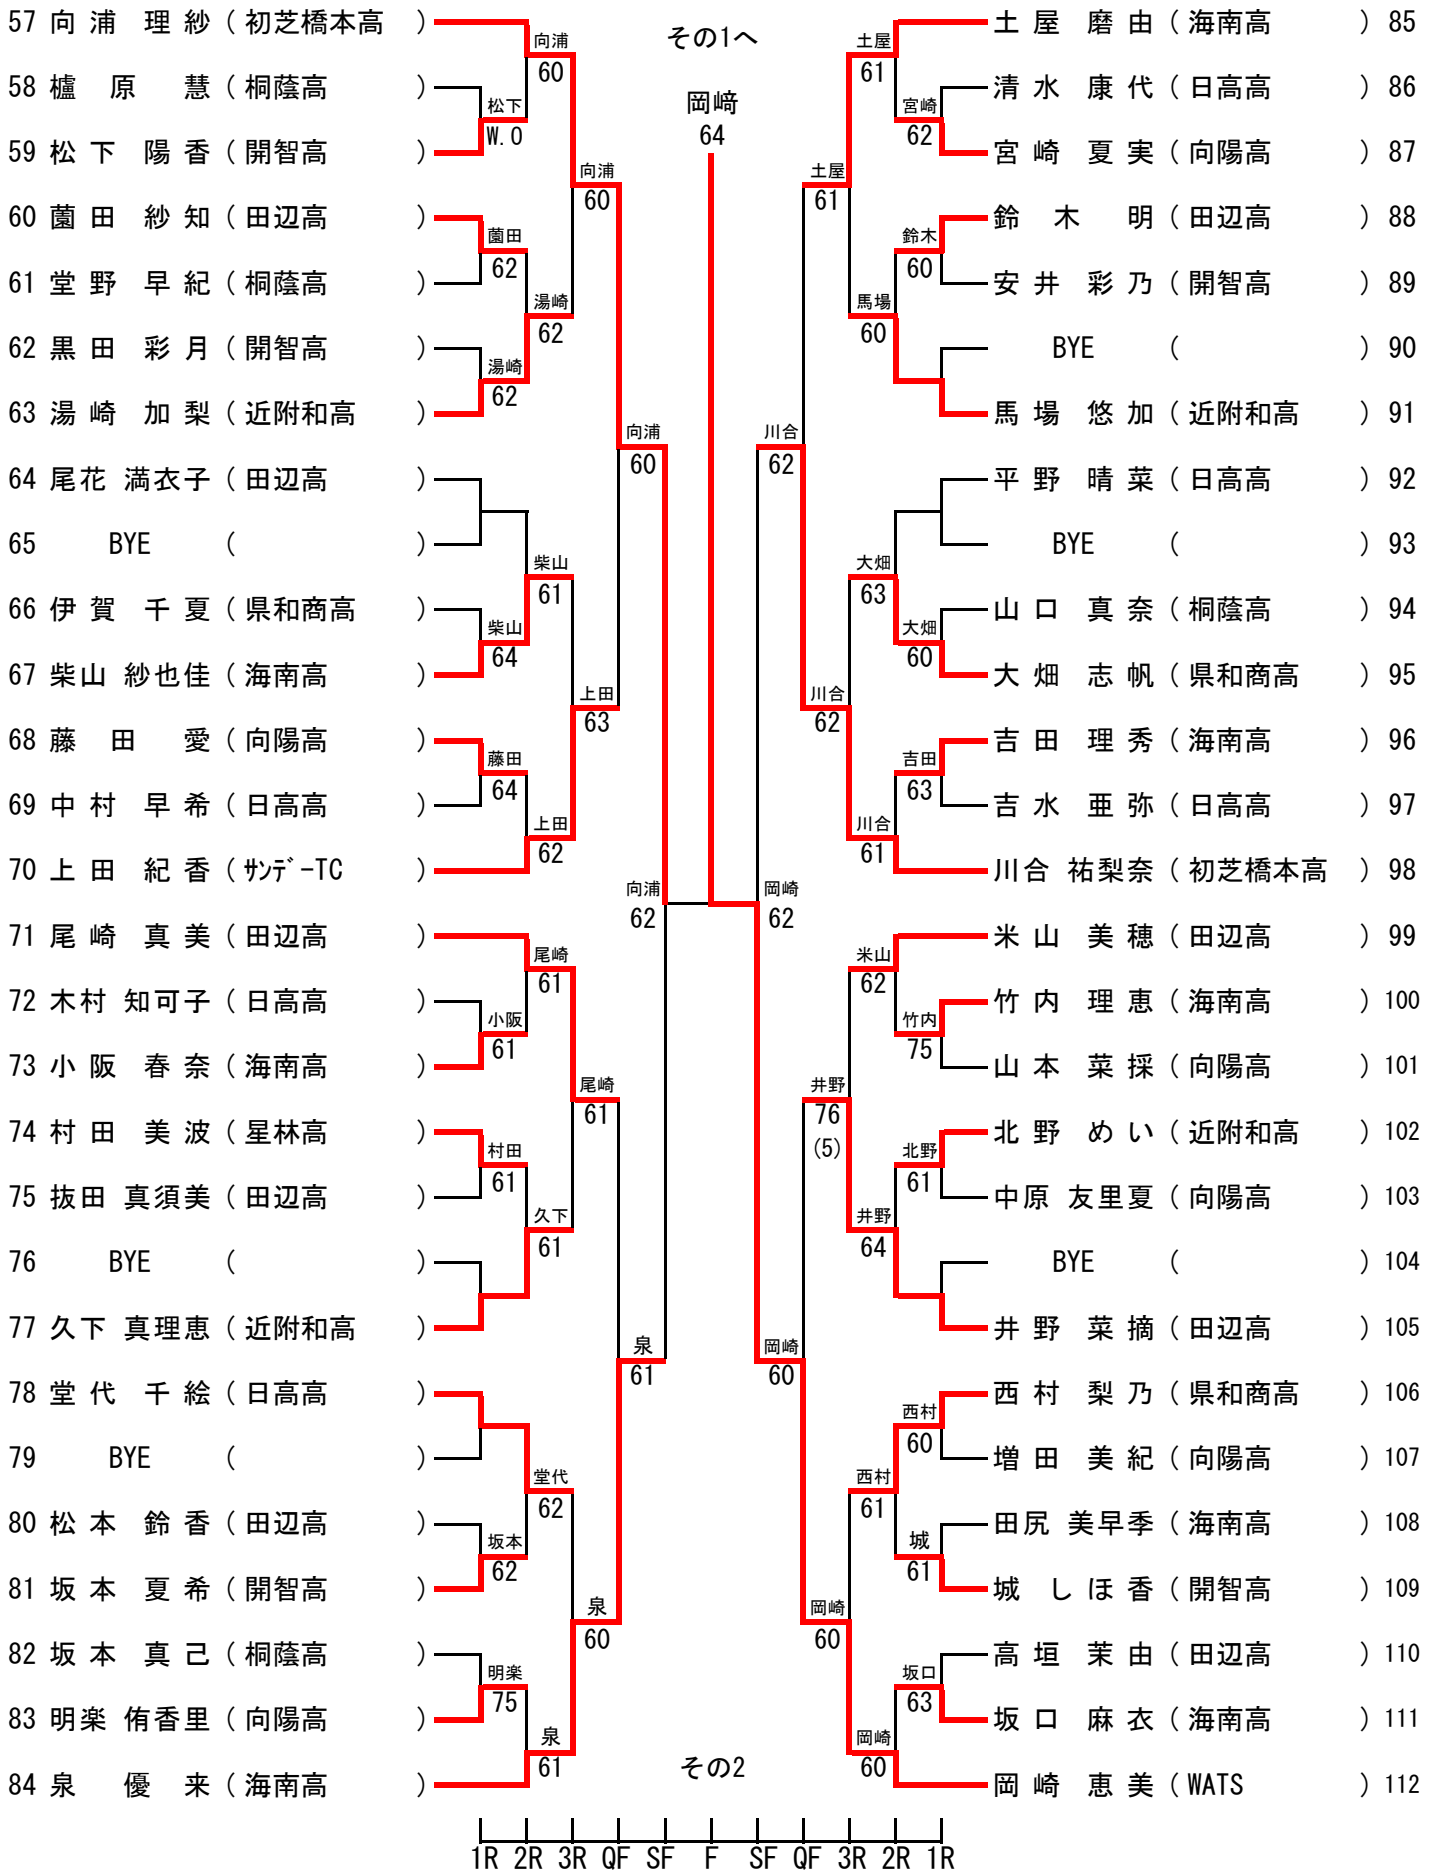 その1へ
岡﨑
64
57 向浦 理紗 (初芝橋本高)
58 櫨原 慧 (桐蔭高)
59 松下 陽香 (開智高)
60 薗田 紗知 (田辺高)
61 堂野 早紀 (桐蔭高)
62 黒田 彩月 (開智高)
63 湯崎 加梨 (近附和高)
64 尾花 満衣子 (田辺高)
65 BYE ( )
66 伊賀 千夏 (県和商高)
67 柴山 紗也佳 (海南高)
68 藤田 愛 (向陽高)
69 中村 早希 (日高高)
70 上田 紀香 (ｻﾝﾃﾞｰTC)
71 尾崎 真美 (田辺高)
72 木村 知可子 (日高高)
73 小阪 春奈 (海南高)
74 村田 美波 (星林高)
75 抜田 真須美 (田辺高)
76 BYE ( )
77 久下 真理恵 (近附和高)
78 堂代 千絵 (日高高)
79 BYE ( )
80 松本 鈴香 (田辺高)
81 坂本 夏希 (開智高)
82 坂本 真己 (桐蔭高)
83 明楽 侑香里 (向陽高)
84 泉 優来 (海南高)
松下
W.O
薗田
62
湯崎
62
柴山
64
藤田
64
小阪
61
村田
61
坂本
62
明楽
75
向浦
60
湯崎
62
柴山
61
上田
62
尾崎
61
久下
61
堂代
62
泉
61
向浦
60
上田
63
尾崎
61
泉
60
向浦
60
泉
61
向浦
62
岡崎
62
川合
62
岡崎
60
土屋
61
川合
62
井野
76
(5)
岡崎
60
土屋
61
馬場
60
大畑
63
川合
61
米山
62
井野
64
西村
61
岡崎
60
宮崎
62
鈴木
60
大畑
60
吉田
63
竹内
75
北野
61
西村
60
城
61
坂口
63
土屋 磨由 (海南高) 85
清水 康代 (日高高) 86
宮崎 夏実 (向陽高) 87
鈴木 明 (田辺高) 88
安井 彩乃 (開智高) 89
BYE ( ) 90
馬場 悠加 (近附和高) 91
平野 晴菜 (日高高) 92
BYE ( ) 93
山口 真奈 (桐蔭高) 94
大畑 志帆 (県和商高) 95
吉田 理秀 (海南高) 96
吉水 亜弥 (日高高) 97
川合 祐梨奈 (初芝橋本高) 98
米山 美穂 (田辺高) 99
竹内 理恵 (海南高) 100
山本 菜採 (向陽高) 101
北野 めい (近附和高) 102
中原 友里夏 (向陽高) 103
BYE ( ) 104
井野 菜摘 (田辺高) 105
西村 梨乃 (県和商高) 106
増田 美紀 (向陽高) 107
田尻 美早季 (海南高) 108
城 しほ香 (開智高) 109
高垣 茉由 (田辺高) 110
坂口 麻衣 (海南高) 111
岡崎 恵美 (WATS) 112
その2
1R 2R 3R QF SF F SF QF 3R 2R 1R